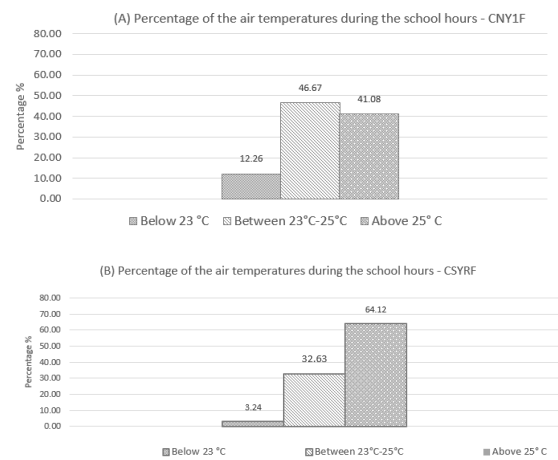 (A) Percentage of the air temperatures during the school hours - CNY1F
Percentage %
80.00
70.00
60.00
50.00
40.00
30.00
20.00
10.00
0.00
12.26
46.67
41.08
Below 23 °C
Between 23°C-25°C
Above 25° C
(B) Percentage of the air temperatures during the school hours - CSYRF
Percentage %
80.00
70.00
60.00
50.00
40.00
30.00
20.00
10.00
0.00
3.24
32.63
64.12
Below 23 °C
Between 23°C-25°C
Above 25° C